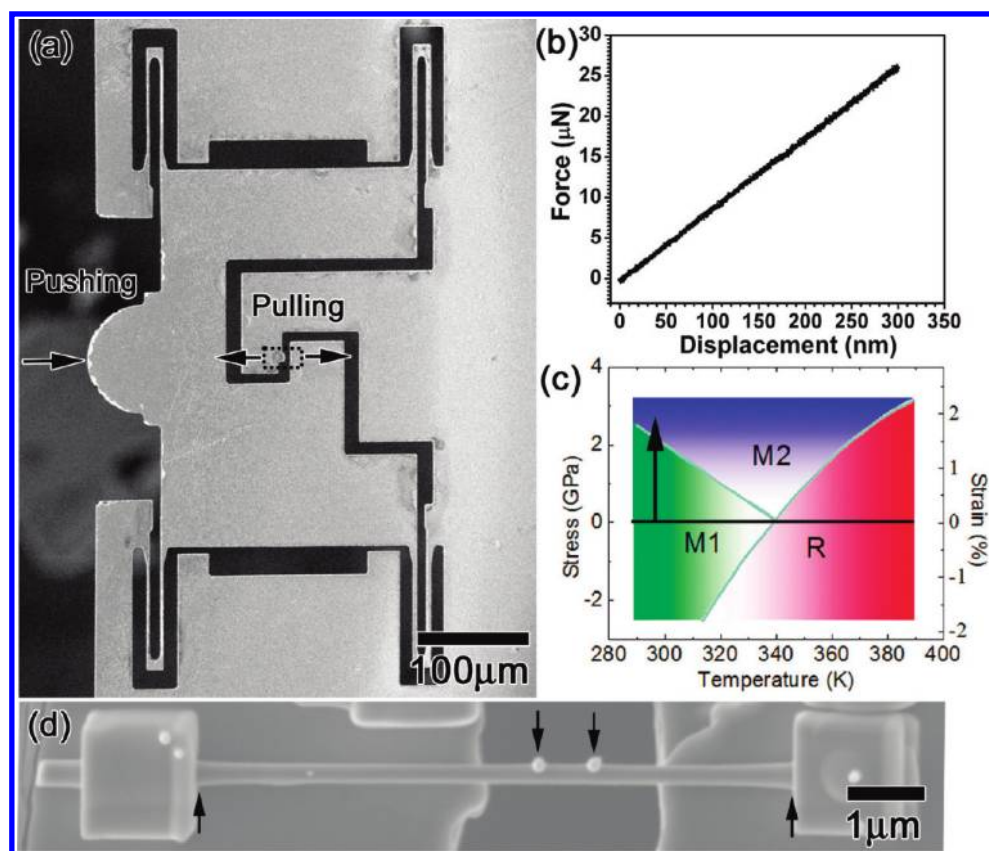 (a)
Pushing
Pulling
100μm
(b)
Force (μN)
30
25
20
15
10
5
0
0 50 100 150 200 250 300 350
Displacement (nm)
(c)
Stress (GPa)
4
2
0
-2
M2
M1
R
2
1
0
-1
-2
Strain (%)
280 300 320 340 360 380 400
Temperature (K)
(d)
1μm